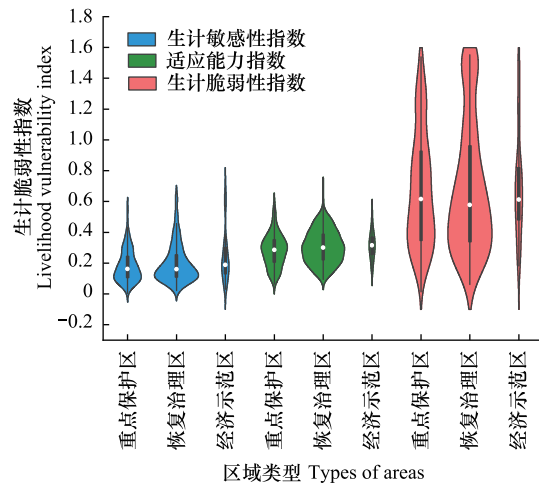 生计脆弱性指数
Livelihood vulnerability index
1.8
1.6
1.4
1.2
1.0
0.8
0.6
0.4
0.2
0
−0.2
生计敏感性指数
适应能力指数
生计脆弱性指数
重点保护区
恢复治理区
经济示范区
重点保护区
恢复治理区
经济示范区
重点保护区
恢复治理区
经济示范区
区域类型 Types of areas